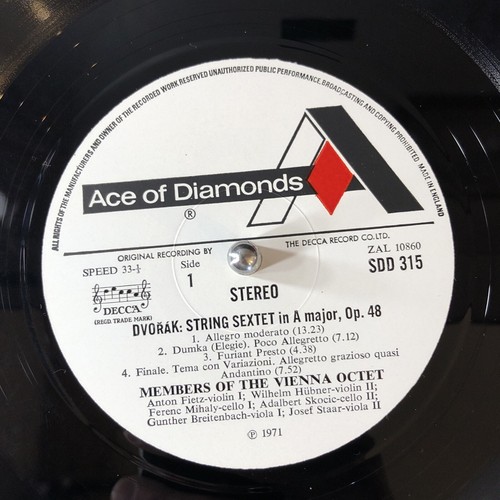 ALL RIGHTS OF THE MANUFACTURERS AND OWNER OF THE RECORDED WORK RESERVED UNAUTHORIZED PUBLIC PERFORMANCE, BROADCASTING AND COPYING PROHIBITED. MADE IN ENGLAND
Ace of Diamonds
®
ORIGINAL RECORDING BY THE DECCA RECORD CO. LTD.
SPEED 33-⅓ Side ZAL 10860
1 SDD 315
DECCA STEREO
(REGD. TRADE MARK)
DVOŘÁK: STRING SEXTET in A major, Op. 48
1. Allegro moderato (13.23)
2. Dumka (Elegie). Poco Allegretto (7.12)
3. Furiant Presto (4.38)
4. Finale. Tema con Variazioni. Allegretto grazioso quasi
Andantino (7.52)
MEMBERS OF THE VIENNA OCTET
Anton Fietz-violin I; Wilhelm Hübner-violin II;
Ferenc Mihaly-cello I; Adalbert Skocic-cello II;
Gunther Breitenbach-viola I; Josef Staar-viola II
℗ 1971